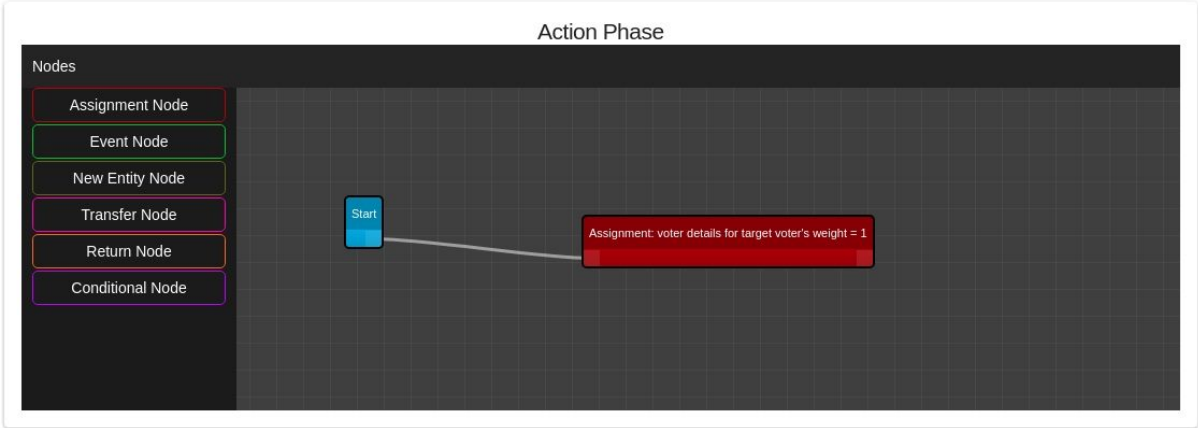 Action Phase
Nodes
Assignment Node
Event Node
New Entity Node
Transfer Node
Return Node
Conditional Node
Start
Assignment: voter details for target voter's weight = 1